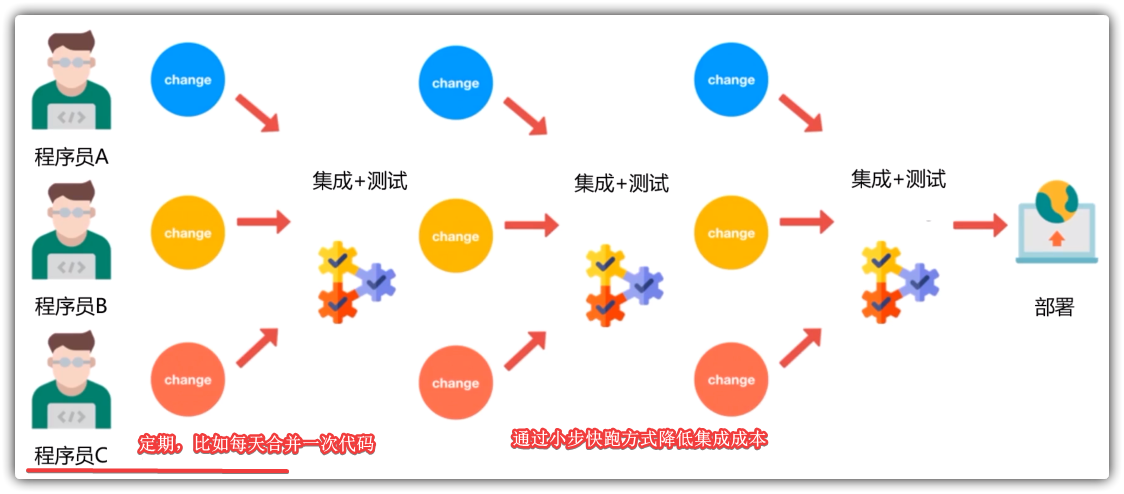 change
change
change
程序员A
集成+测试
集成+测试
集成+测试
change
change
change
程序员B
部署
change
change
change
程序员C
定期，比如每天合并一次代码
通过小步快跑方式降低集成成本